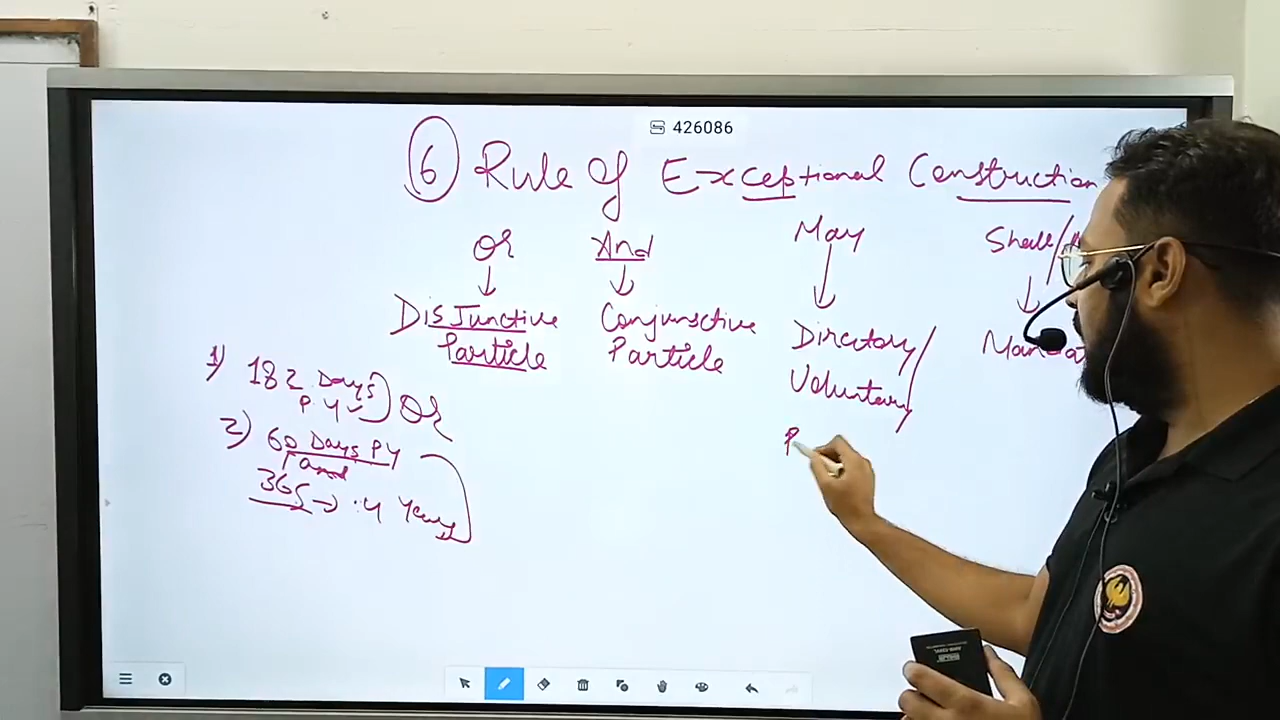 426086
6 Rule Of Exceptional Construction
Or And May Shall/
Disjunctive Particle
Conjunctive Particle
Directory/
Voluntary/
P
1) 182 Days
P.Y
Or
2) 60 Days PY
and
365 → 4 Years